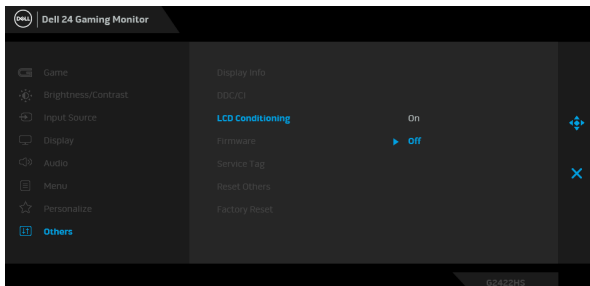 DELL Dell 24 Gaming Monitor
Game
Brightness/Contrast
Input Source
Display
Audio
Menu
Personalize
Others
Display Info
DDC/CI
LCD Conditioning
Firmware
Service Tag
Reset Others
Factory Reset
On
Off
G2422HS